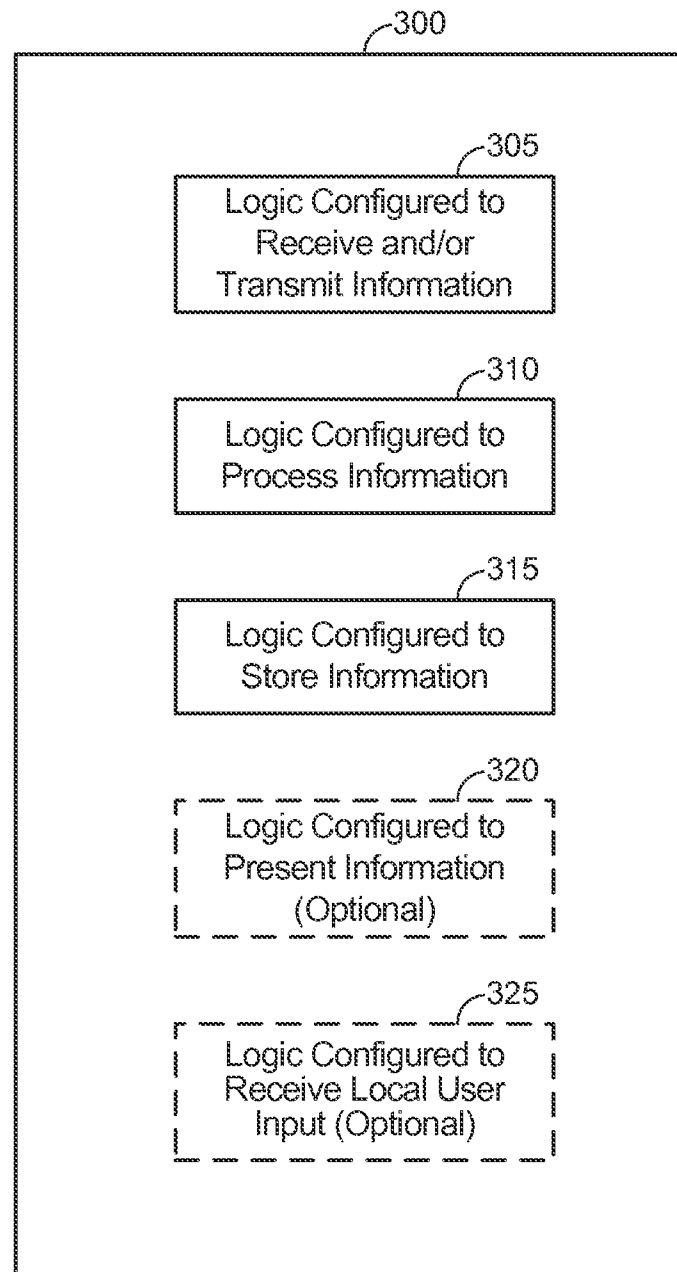 300
305
Logic Configured to
Receive and/or
Transmit Information
310
Logic Configured to
Process Information
315
Logic Configured to
Store Information
320
Logic Configured to
Present Information
(Optional)
325
Logic Configured to
Receive Local User
Input (Optional)